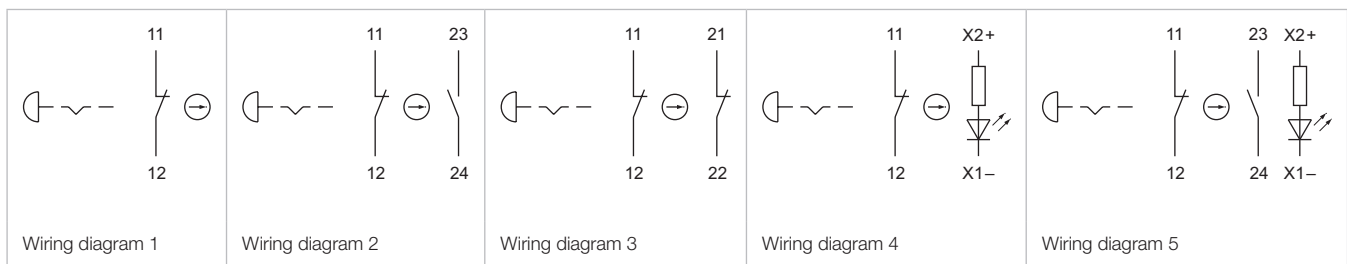 11
12
Wiring diagram 1
11 23
12 24
Wiring diagram 2
11 21
12 22
Wiring diagram 3
11 X2+
12 X1–
Wiring diagram 4
11 23 X2+
12 24 X1–
Wiring diagram 5